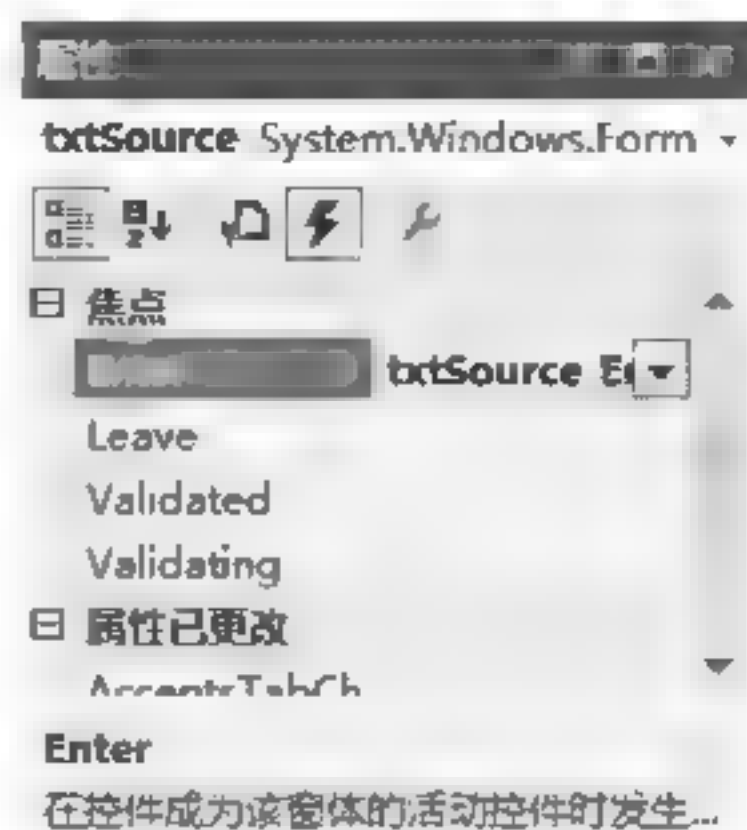 txtSource System.Windows.Form
焦点
txtSource
Leave
Validated
Validating
属性已更改
AcceptsTabCh
Enter
在控件成为该窗体的活动控件时发生...